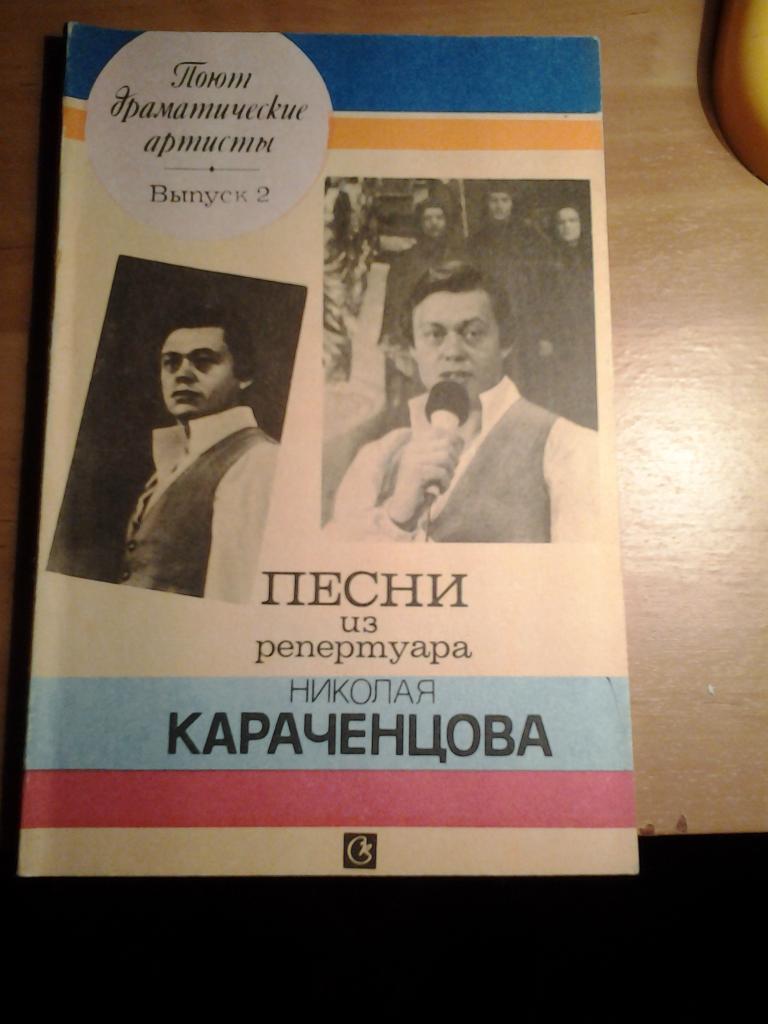 Поют
драматические
артисты
Выпуск 2
ПЕСНИ
из
репертуара
НИКОЛАЯ
КАРАЧЕНЦОВА